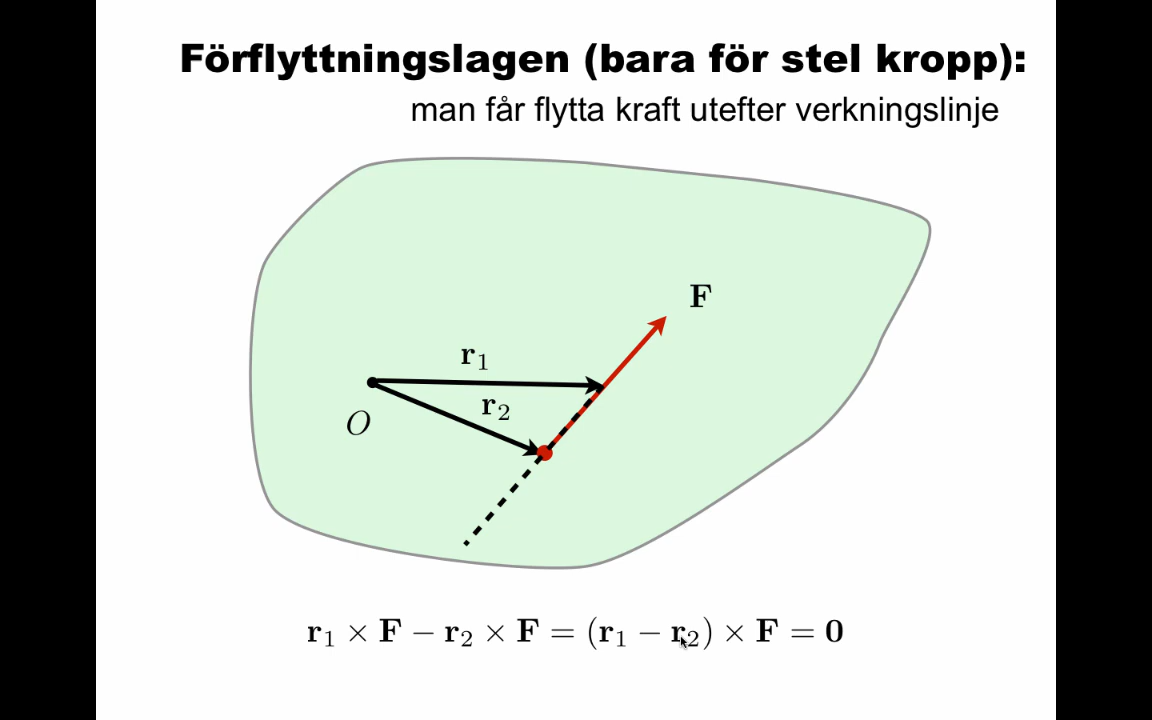 Förflyttningslagen (bara för stel kropp):
man får flytta kraft utefter verkningslinje
F
r₁
r₂
O
r₁ × F − r₂ × F = (r₁ − r₂) × F = 0